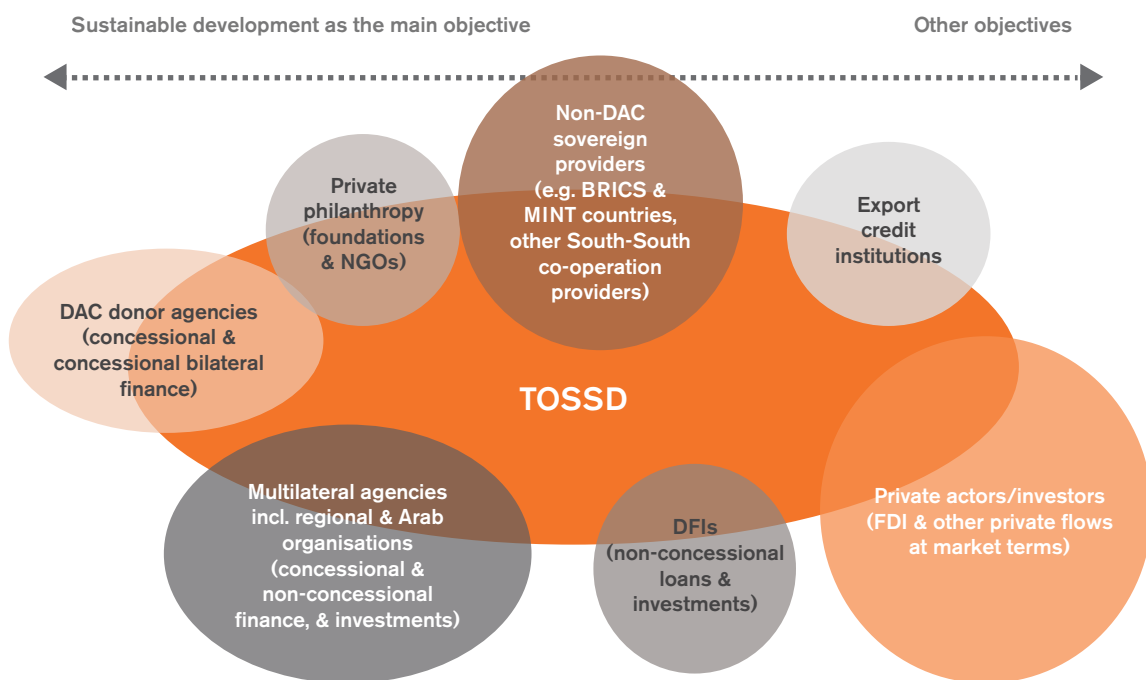 Sustainable development as the main objective
Other objectives
Non-DAC
sovereign
providers
(e.g. BRICS &
MINT countries,
other South-South
co-operation
providers)
Private
philanthropy
(foundations
& NGOs)
Export
credit
institutions
DAC donor agencies
(concessional &
concessional bilateral
finance)
TOSSD
Multilateral agencies
incl. regional & Arab
organisations
(concessional &
non-concessional
finance, & investments)
DFIs
(non-concessional
loans &
investments)
Private actors/investors
(FDI & other private flows
at market terms)